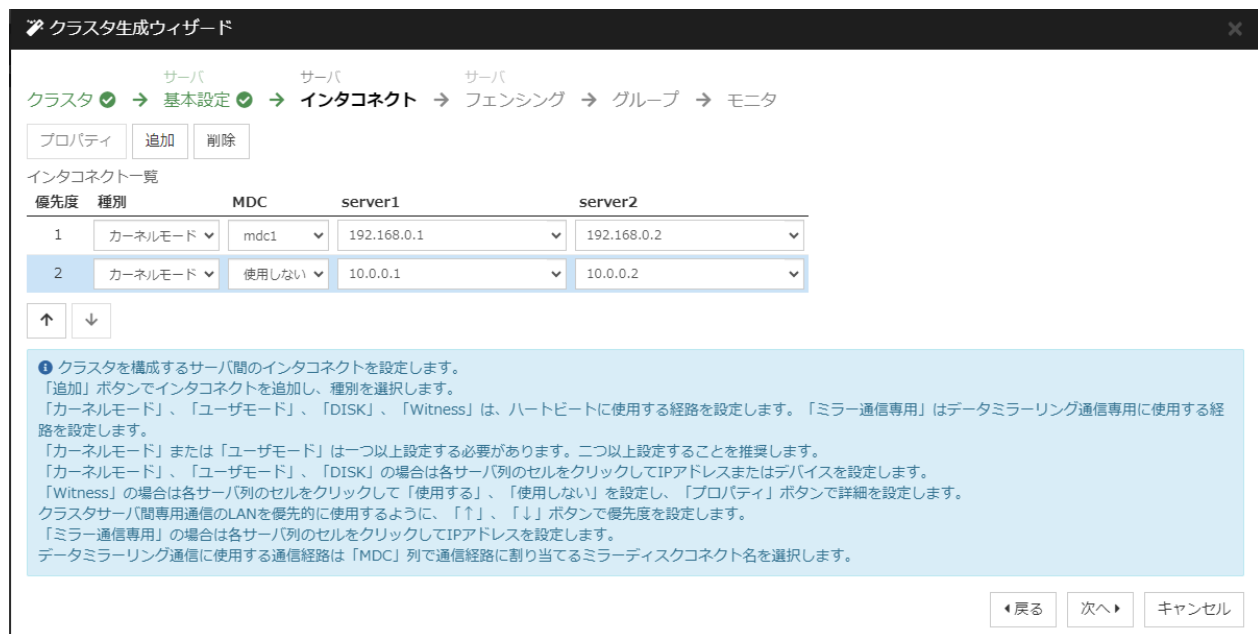 クラスタ生成ウィザード
サーバ サーバ サーバ
クラスタ → 基本設定 → インタコネクト → フェンシング → グループ → モニタ
プロパティ 追加 削除
インタコネクト一覧
優先度 種別 MDC server1 server2
1 カーネルモード mdc1 192.168.0.1 192.168.0.2
2 カーネルモード 使用しない 10.0.0.1 10.0.0.2
↑ ↓
クラスタを構成するサーバ間のインタコネクトを設定します。
「追加」ボタンでインタコネクトを追加し、種別を選択します。
「カーネルモード」、「ユーザモード」、「DISK」、「Witness」は、ハートビートに使用する経路を設定します。「ミラー通信専用」はデータミラーリング通信専用に使用する経
路を設定します。
「カーネルモード」または「ユーザモード」は一つ以上設定する必要があります。二つ以上設定することを推奨します。
「カーネルモード」、「ユーザモード」、「DISK」の場合は各サーバ列のセルをクリックしてIPアドレスまたはデバイスを設定します。
「Witness」の場合は各サーバ列のセルをクリックして「使用する」、「使用しない」を設定し、「プロパティ」ボタンで詳細を設定します。
クラスタサーバ間専用通信のLANを優先的に使用するように、「↑」、「↓」ボタンで優先度を設定します。
「ミラー通信専用」の場合は各サーバ列のセルをクリックしてIPアドレスを設定します。
データミラーリング通信に使用する通信経路は「MDC」列で通信経路に割り当てるミラーディスクコネクト名を選択します。
戻る 次へ キャンセル